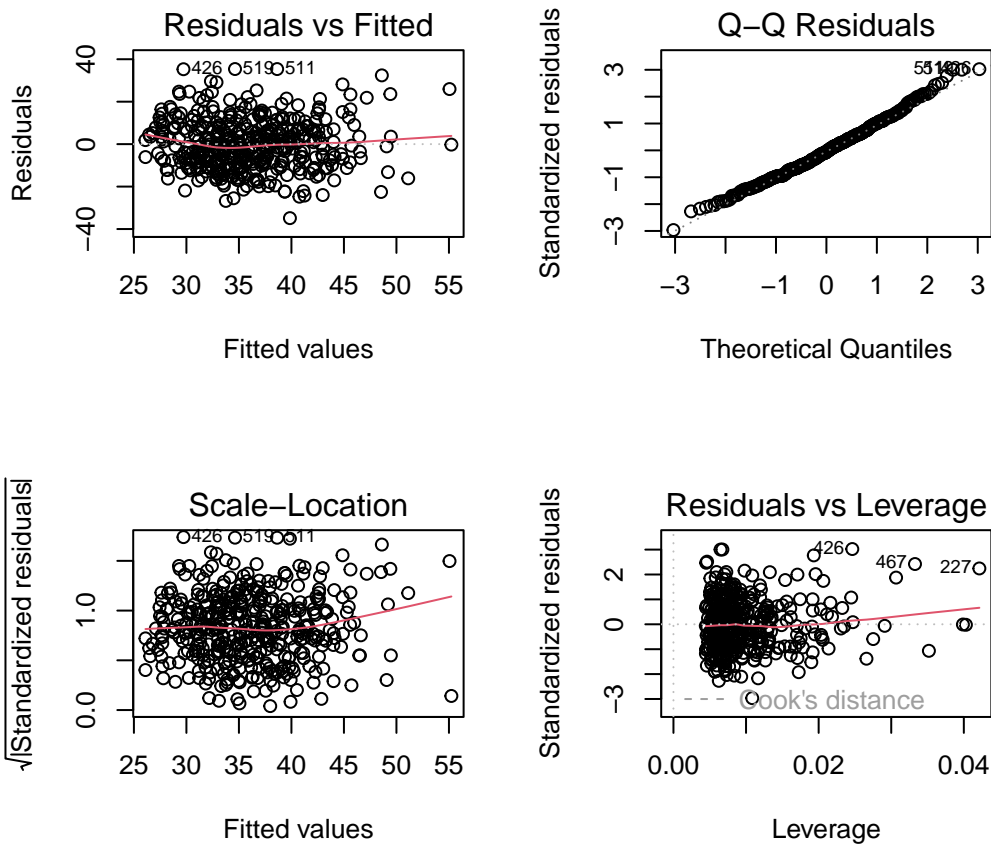 Residuals vs Fitted
Residuals
40
0
−40
426
519
511
25 30 35 40 45 50 55
Fitted values
Q−Q Residuals
Standardized residuals
3
1
−1
−3
−3 −1 0 1 2 3
Theoretical Quantiles
Scale−Location
√|Standardized residuals|
1.0
0.0
426
519
511
25 30 35 40 45 50 55
Fitted values
Residuals vs Leverage
Standardized residuals
2
0
−3
426
467
227
Cook's distance
0.00 0.02 0.04
Leverage